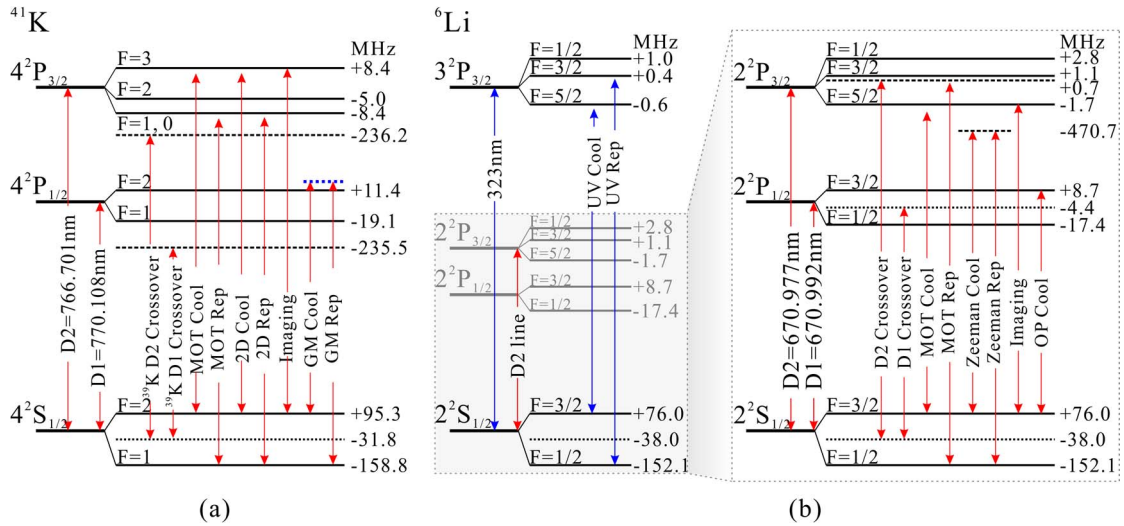 ⁴¹K
MHz
4²P₃/₂
F=3
+8.4
F=2
-5.0
-8.4
F=1, 0
-236.2
4²P₁/₂
F=2
+11.4
F=1
-19.1
-235.5
D2=766.701nm
D1=770.108nm
³⁹K D2 Crossover
³⁹K D1 Crossover
MOT Cool
MOT Rep
2D Cool
2D Rep
Imaging
GM Cool
GM Rep
4²S₁/₂
F=2
+95.3
-31.8
F=1
-158.8
(a)
⁶Li
MHz
3²P₃/₂
F=1/2
+1.0
F=3/2
+0.4
F=5/2
-0.6
323nm
UV Cool
UV Rep
2²P₃/₂
F=1/2
+2.8
F=3/2
+1.1
F=5/2
-1.7
2²P₁/₂
F=3/2
+8.7
F=1/2
-17.4
D2 line
2²S₁/₂
F=3/2
+76.0
-38.0
F=1/2
-152.1
MHz
2²P₃/₂
F=1/2
+2.8
F=3/2
+1.1
+0.7
F=5/2
-1.7
-470.7
2²P₁/₂
F=3/2
+8.7
-4.4
F=1/2
-17.4
D2=670.977nm
D1=670.992nm
D2 Crossover
D1 Crossover
MOT Cool
MOT Rep
Zeeman Cool
Zeeman Rep
Imaging
OP Cool
2²S₁/₂
F=3/2
+76.0
-38.0
F=1/2
-152.1
(b)